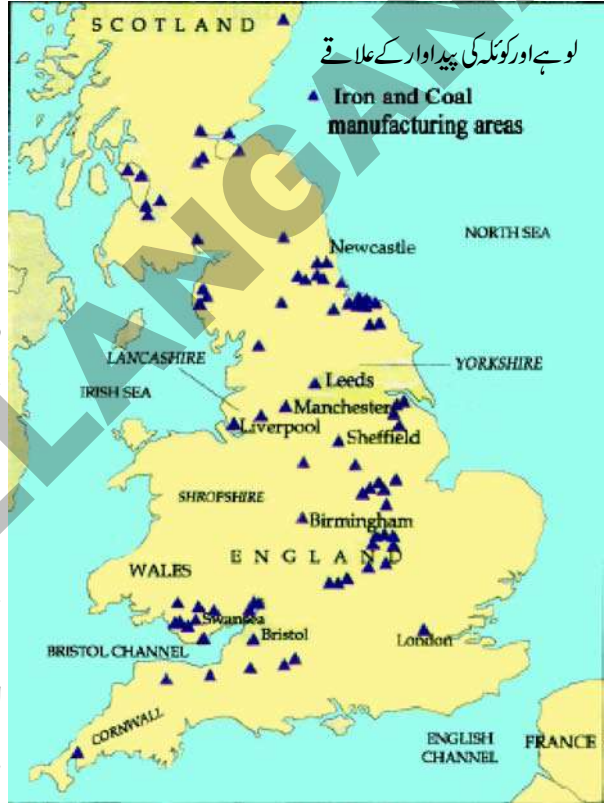 SCOTLAND
لوہے اور کوئلہ کی پیداوار کے علاقے
Iron and Coal
manufacturing areas
NORTH SEA
Newcastle
LANCASHIRE
YORKSHIRE
IRISH SEA
Leeds
Manchester
Liverpool
Sheffield
SHROPSHIRE
Birmingham
ENGLAND
WALES
Swansea
Bristol
London
BRISTOL CHANNEL
CORNWALL
ENGLISH
CHANNEL
FRANCE